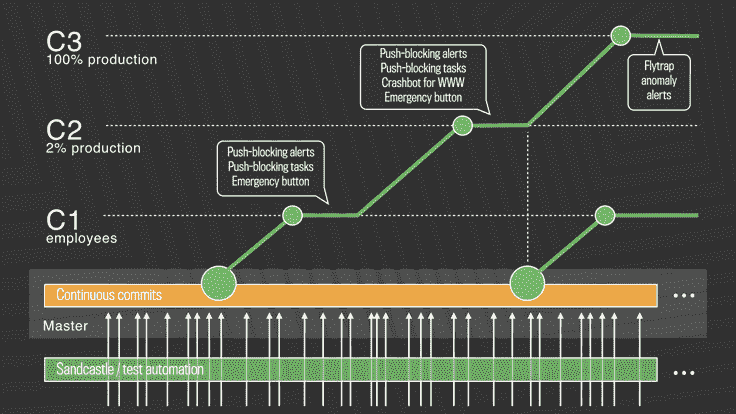 C3
100% production
Flytrap
anomaly
alerts
Push-blocking alerts
Push-blocking tasks
Crashbot for WWW
Emergency button
C2
2% production
Push-blocking alerts
Push-blocking tasks
Emergency button
C1
employees
Continuous commits
...
Master
Sandcastle / test automation
...